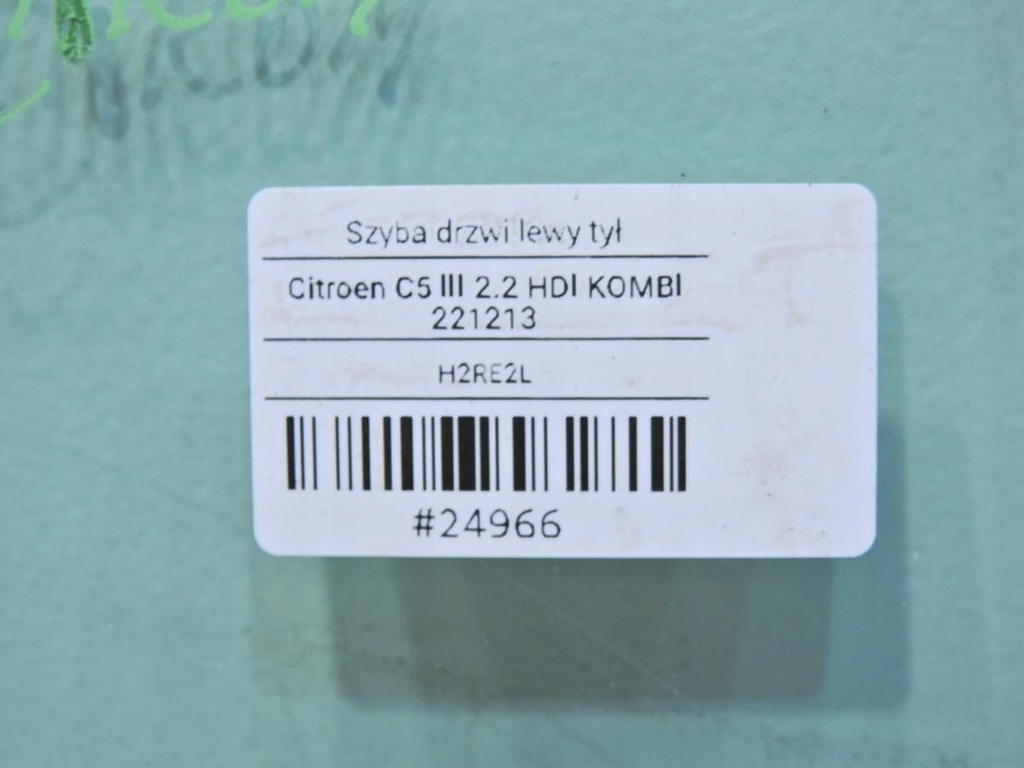 Szyba drzwi lewy tył
Citroen C5 III 2.2 HDI KOMBI
221213
H2RE2L
#24966